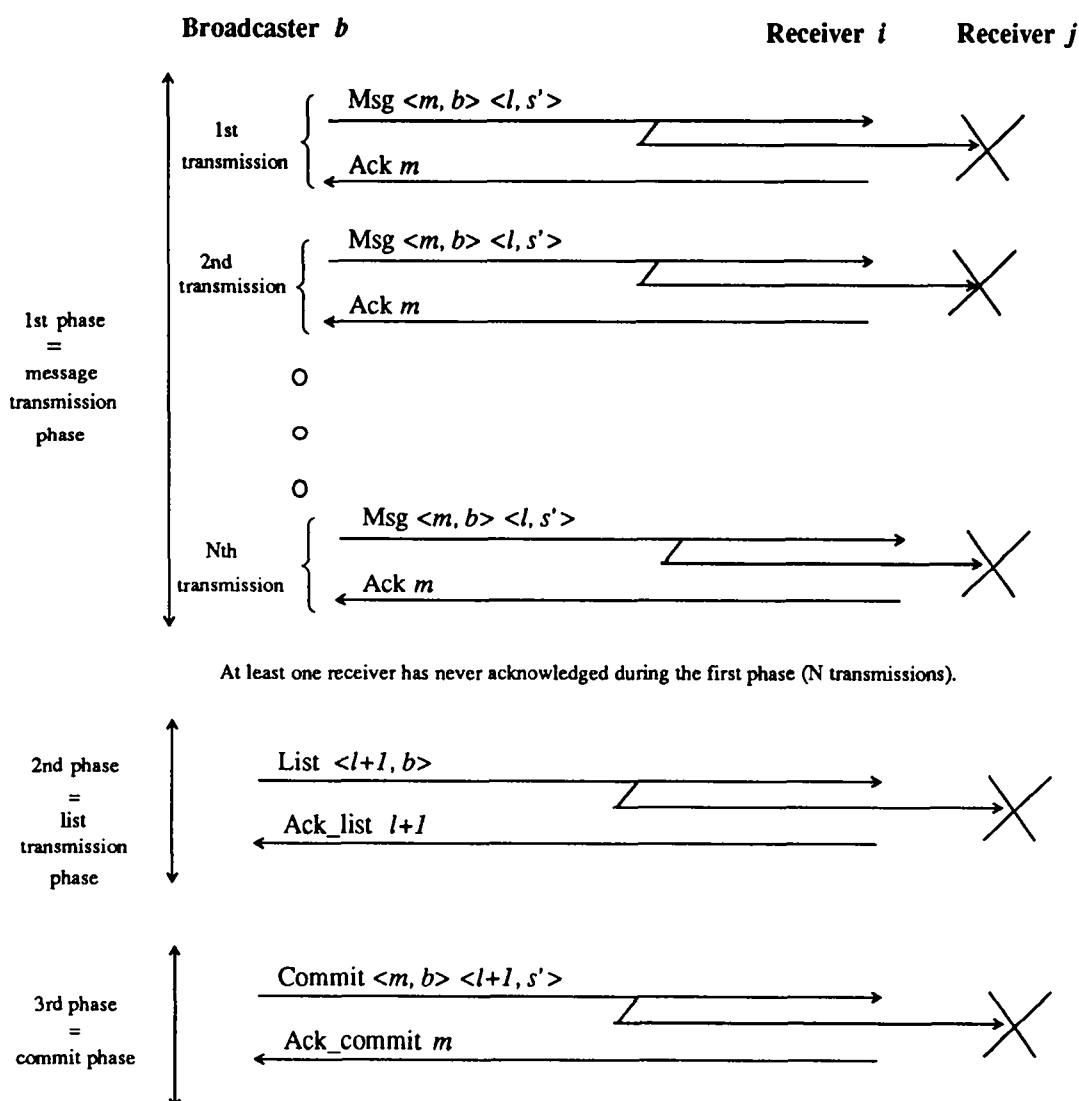 Broadcaster b
Receiver i
Receiver j
Msg <m, b> <l, s'>
1st
transmission
Ack m
Msg <m, b> <l, s'>
2nd
transmission
Ack m
1st phase
=
message
transmission
phase
Msg <m, b> <l, s'>
Nth
transmission
Ack m
At least one receiver has never acknowledged during the first phase (N transmissions).
List <l+1, b>
2nd phase
=
list
transmission
phase
Ack_list l+1
Commit <m, b> <l+1, s'>
3rd phase
=
commit phase
Ack_commit m